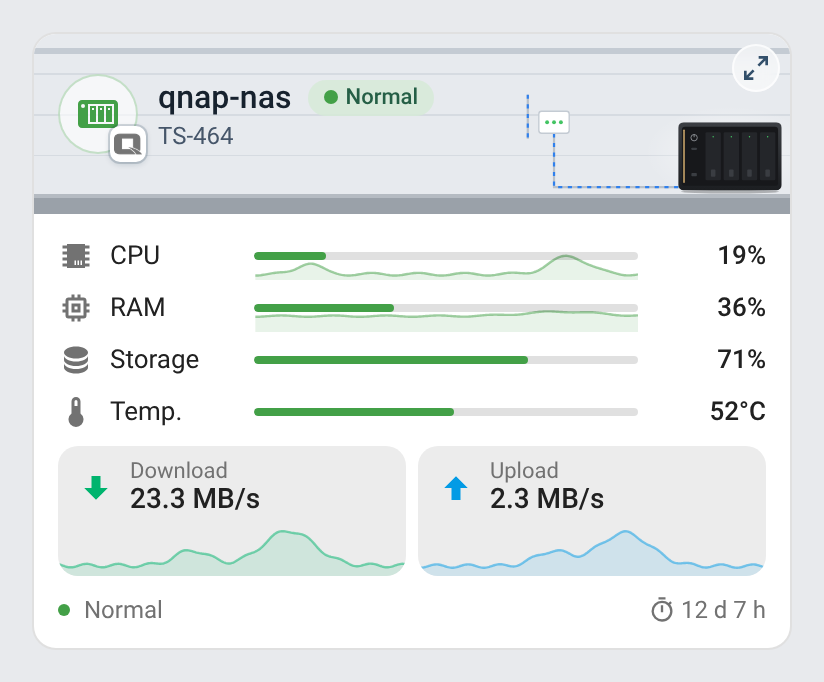 qnap-nas
Normal
TS-464
CPU
19%
RAM
36%
Storage
71%
Temp.
52°C
Download
23.3 MB/s
Upload
2.3 MB/s
Normal
12 d 7 h